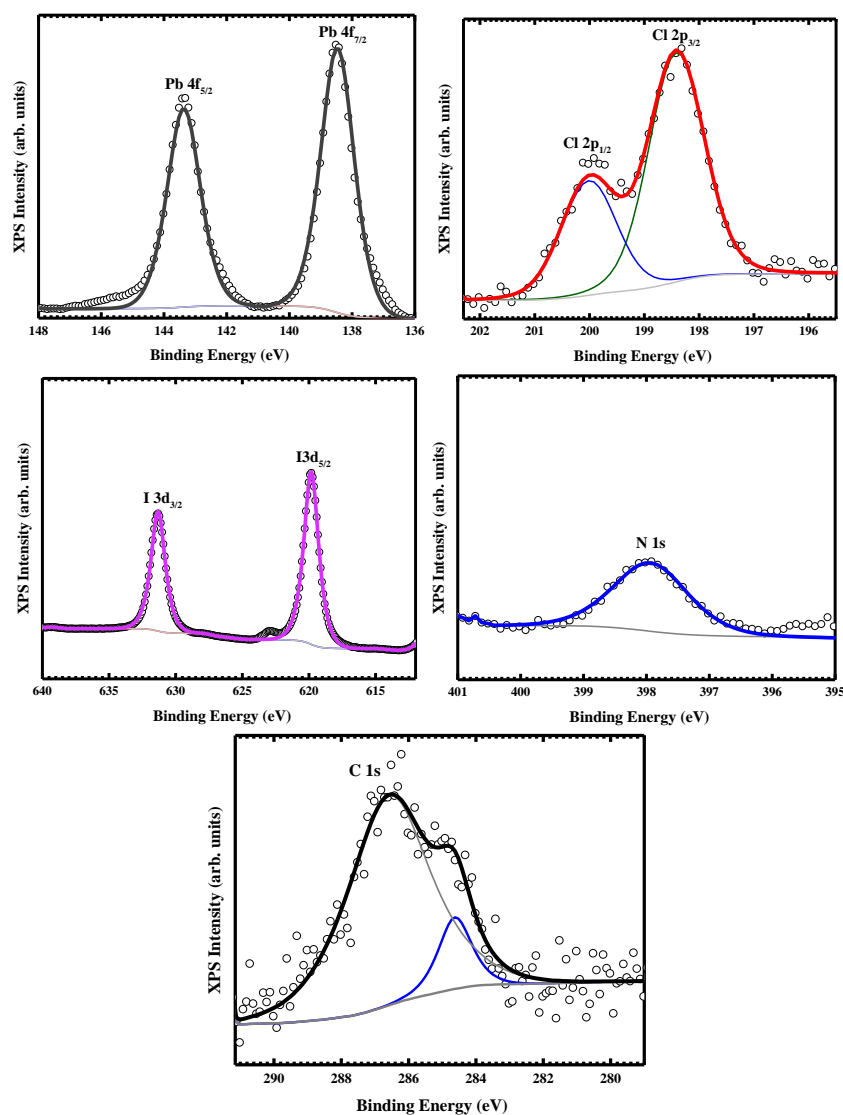 Pb 4f7/2
Pb 4f5/2
XPS Intensity (arb. units)
148 146 144 142 140 138 136
Binding Energy (eV)
Cl 2p3/2
Cl 2p1/2
XPS Intensity (arb. units)
202 201 200 199 198 197 196
Binding Energy (eV)
I3d5/2
I 3d3/2
XPS Intensity (arb. units)
640 630 625 620 615
Binding Energy (eV)
N 1s
XPS Intensity (arb. units)
401 400 399 398 397 396 395
Binding Energy (eV)
C 1s
XPS Intensity (arb. units)
290 288 286 284 282 280
Binding Energy (eV)